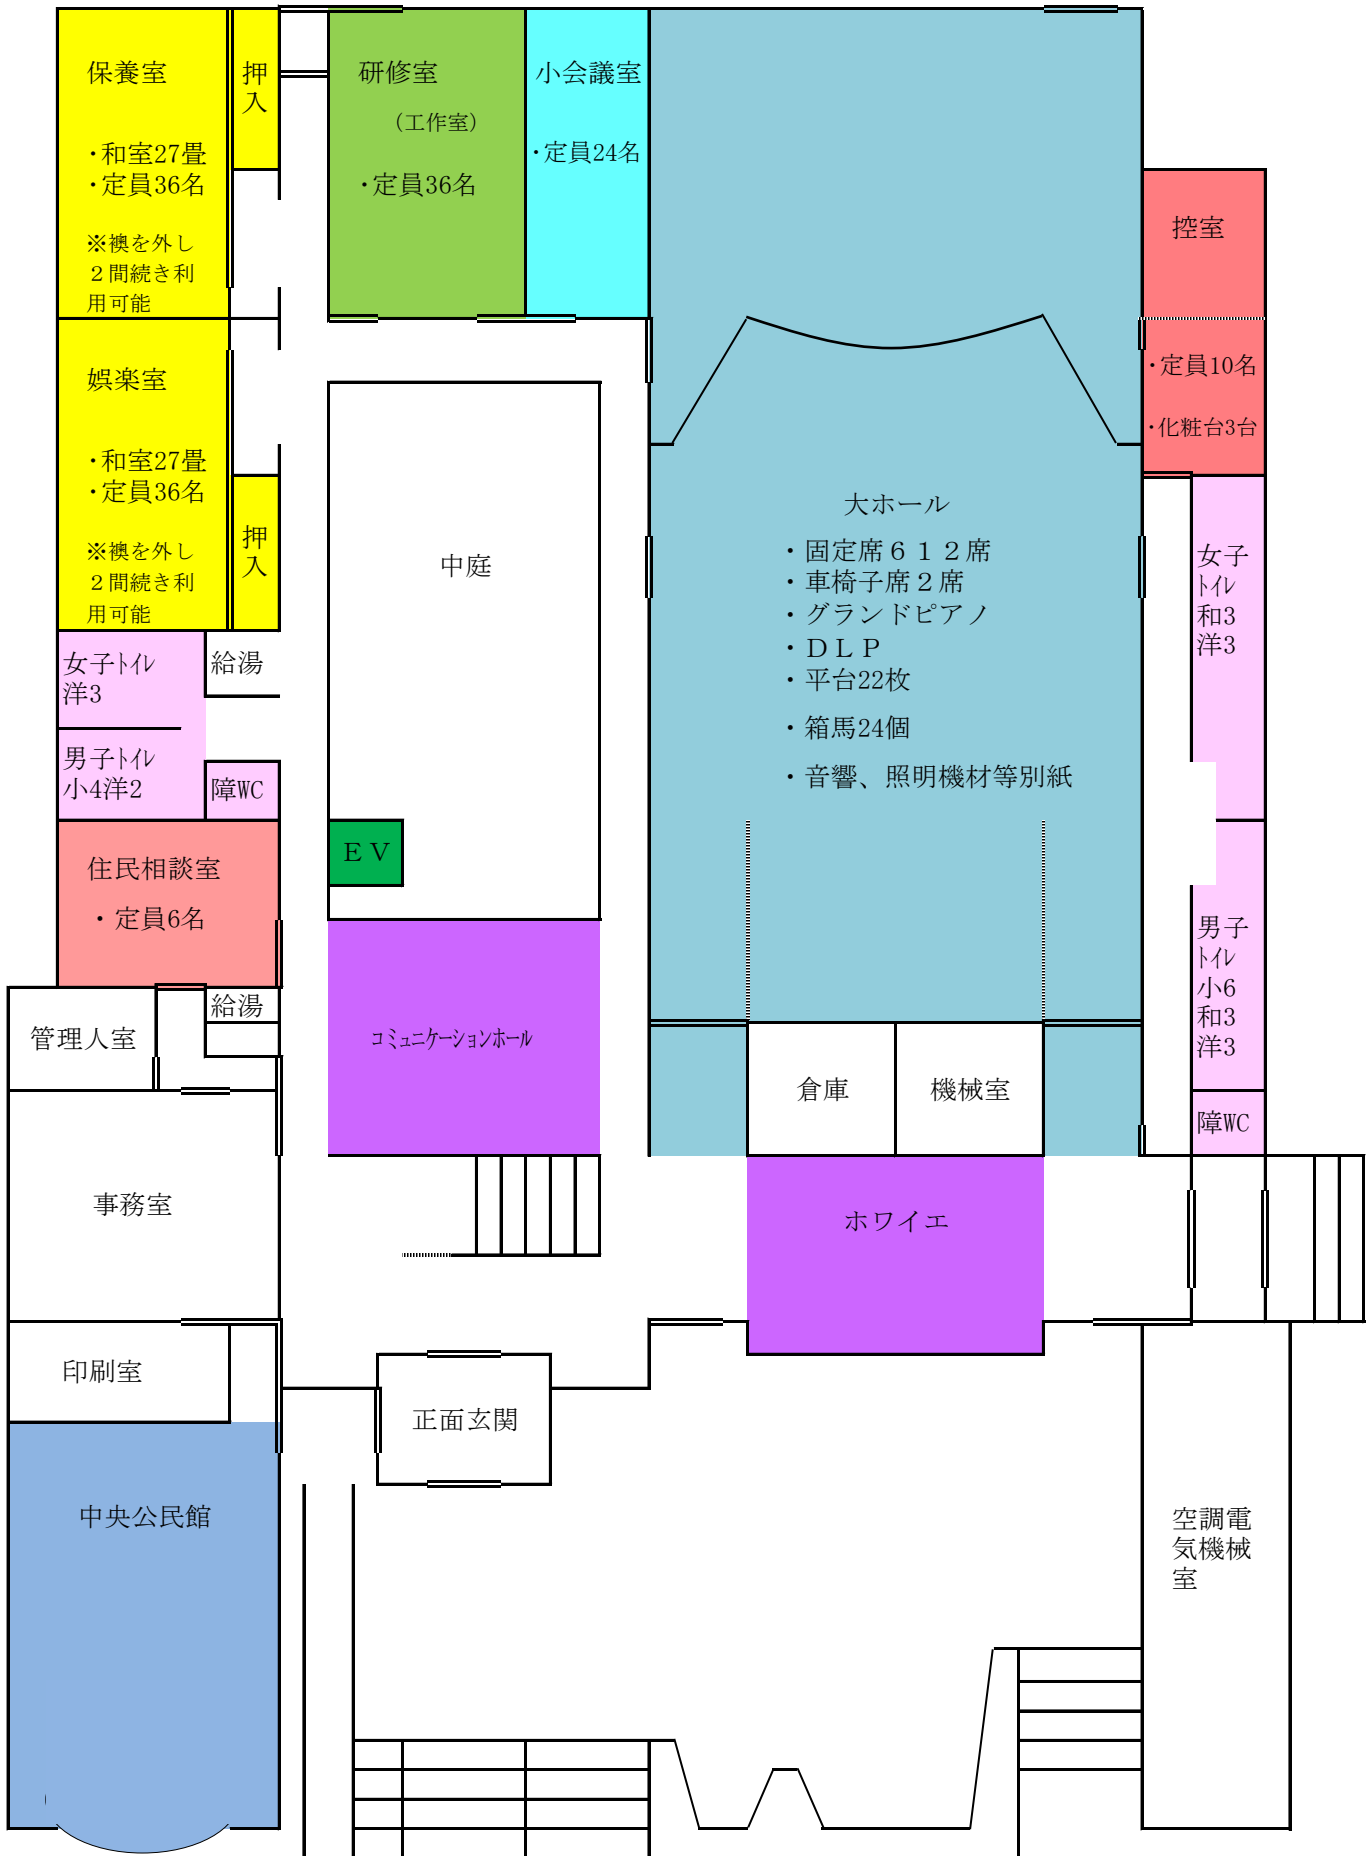 保養室
・和室27畳
・定員36名
※襖を外し
２間続き利
用可能
押
入
研修室
（工作室）
・定員36名
小会議室
・定員24名
控室
・定員10名
・化粧台3台
娯楽室
・和室27畳
・定員36名
※襖を外し
２間続き利
用可能
押
入
中庭
大ホール
・固定席６１２席
・車椅子席２席
・グランドピアノ
・ＤＬＰ
・平台22枚
・箱馬24個
・音響、照明機材等別紙
女子
ﾄｲﾚ
和3
洋3
女子ﾄｲﾚ
洋3
給湯
男子ﾄｲﾚ
小4洋2
障WC
ＥＶ
住民相談室
・定員6名
男子
ﾄｲﾚ
小6
和3
洋3
障WC
給湯
管理人室
ｺﾐｭﾆｹｰｼｮﾝﾎｰﾙ
倉庫
機械室
事務室
ホワイエ
印刷室
正面玄関
中央公民館
空調電
気機械
室